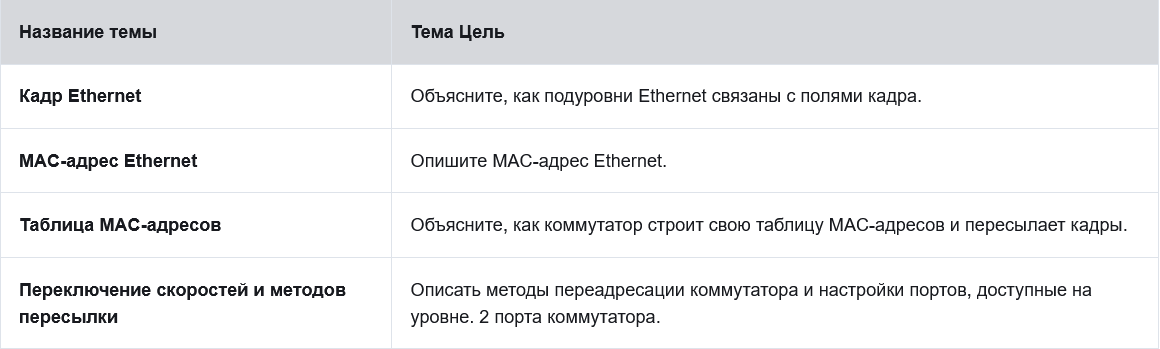 Название темы
Тема Цель
Кадр Ethernet
Объясните, как подуровни Ethernet связаны с полями кадра.
MAC-адрес Ethernet
Опишите MAC-адрес Ethernet.
Таблица MAC-адресов
Объясните, как коммутатор строит свою таблицу MAC-адресов и пересылает кадры.
Переключение скоростей и методов
пересылки
Описать методы переадресации коммутатора и настройки портов, доступные на
уровне. 2 порта коммутатора.